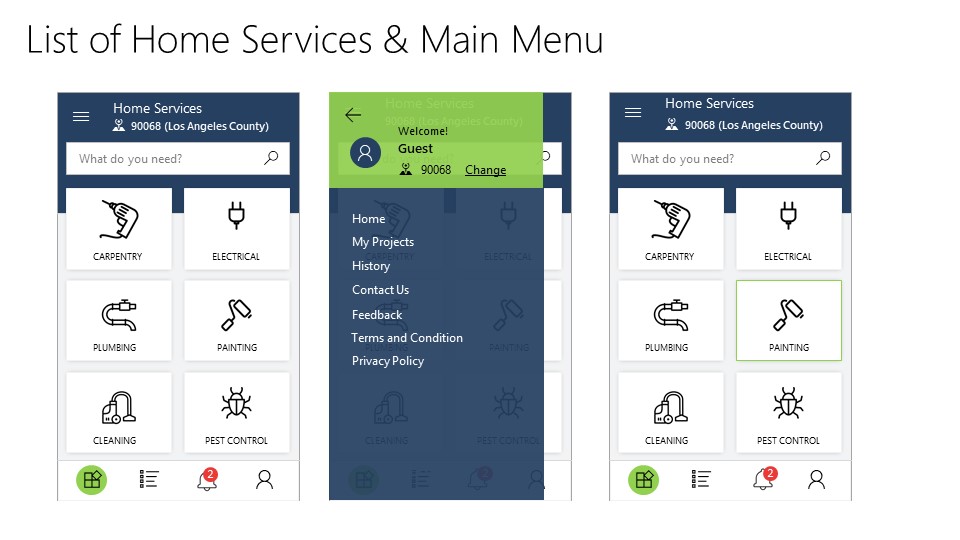 List of Home Services & Main Menu
Home Services
90068 (Los Angeles County)
What do you need?
CARPENTRY
ELECTRICAL
PLUMBING
PAINTING
CLEANING
PEST CONTROL
2
Home Services
90068 (Los Angeles County)
Welcome!
Guest
90068 Change
Home
My Projects
History
Contact Us
Feedback
Terms and Condition
Privacy Policy
CARPENTRY
ELECTRICAL
PLUMBING
PAINTING
CLEANING
PEST CONTROL
2
Home Services
90068 (Los Angeles County)
What do you need?
CARPENTRY
ELECTRICAL
PLUMBING
PAINTING
CLEANING
PEST CONTROL
2